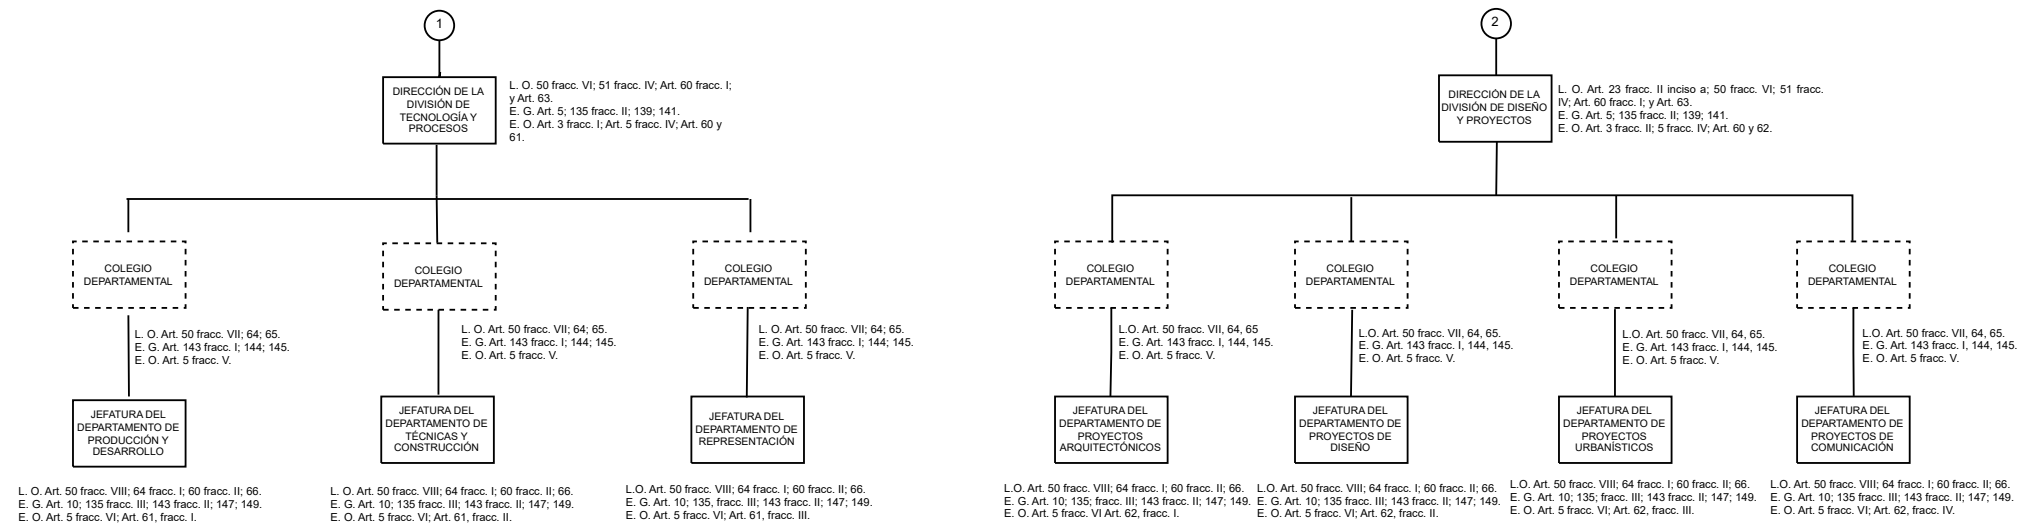 1
DIRECCIÓN DE LA
DIVISIÓN DE
TECNOLOGÍA Y
PROCESOS
L. O. 50 fracc. VI; 51 fracc. IV; Art. 60 fracc. I;
y Art. 63.
E. G. Art. 5; 135 fracc. II; 139; 141.
E. O. Art. 3 fracc. I; Art. 5 fracc. IV; Art. 60 y
61.
COLEGIO
DEPARTAMENTAL
L. O. Art. 50 fracc. VII; 64; 65.
E. G. Art. 143 fracc. I; 144; 145.
E. O. Art. 5 fracc. V.
JEFATURA DEL
DEPARTAMENTO DE
PRODUCCIÓN Y
DESARROLLO
L. O. Art. 50 fracc. VIII; 64 fracc. I; 60 fracc. II; 66.
E. G. Art. 10; 135 fracc. III; 143 fracc. II; 147; 149.
E. O. Art. 5 fracc. VI; Art. 61, fracc. I.
COLEGIO
DEPARTAMENTAL
L. O. Art. 50 fracc. VII; 64; 65.
E. G. Art. 143 fracc. I; 144; 145.
E. O. Art. 5 fracc. V.
JEFATURA DEL
DEPARTAMENTO DE
TÉCNICAS Y
CONSTRUCCIÓN
L. O. Art. 50 fracc. VIII; 64 fracc. I; 60 fracc. II; 66.
E. G. Art. 10; 135 fracc. III; 143 fracc. II; 147; 149.
E. O. Art. 5 fracc. VI; Art. 61, fracc. II.
COLEGIO
DEPARTAMENTAL
L. O. Art. 50 fracc. VII; 64; 65.
E. G. Art. 143 fracc. I; 144; 145.
E. O. Art. 5 fracc. V.
JEFATURA DEL
DEPARTAMENTO DE
REPRESENTACIÓN
L.O. Art. 50 fracc. VIII; 64 fracc. I; 60 fracc. II; 66.
E. G. Art. 10; 135, fracc. III; 143 fracc. II; 147; 149.
E. O. Art. 5 fracc. VI; Art. 61, fracc. III.
2
DIRECCIÓN DE LA
DIVISIÓN DE DISEÑO
Y PROYECTOS
L. O. Art. 23 fracc. II inciso a; 50 fracc. VI; 51 fracc.
IV; Art. 60 fracc. I; y Art. 63.
E. G. Art. 5; 135 fracc. II; 139; 141.
E. O. Art. 3 fracc. II; 5 fracc. IV; Art. 60 y 62.
COLEGIO
DEPARTAMENTAL
L.O. Art. 50 fracc. VII, 64, 65
E. G. Art. 143 fracc. I, 144, 145.
E. O. Art. 5 fracc. V.
JEFATURA DEL
DEPARTAMENTO DE
PROYECTOS
ARQUITECTÓNICOS
L.O. Art. 50 fracc. VIII; 64 fracc. I; 60 fracc. II; 66.
E. G. Art. 10; 135; fracc. III; 143 fracc. II; 147; 149.
E. O. Art. 5 fracc. VI Art. 62, fracc. I.
COLEGIO
DEPARTAMENTAL
L.O. Art. 50 fracc. VII, 64, 65.
E. G. Art. 143 fracc. I, 144, 145.
E. O. Art. 5 fracc. V.
JEFATURA DEL
DEPARTAMENTO DE
PROYECTOS DE
DISEÑO
L.O. Art. 50 fracc. VIII; 64 fracc. I; 60 fracc. II; 66.
E. G. Art. 10; 135 fracc. III; 143 fracc. II; 147; 149.
E. O. Art. 5 fracc. VI; Art. 62, fracc. II.
COLEGIO
DEPARTAMENTAL
L.O. Art. 50 fracc. VII, 64, 65.
E. G. Art. 143 fracc. I, 144, 145.
E. O. Art. 5 fracc. V.
JEFATURA DEL
DEPARTAMENTO DE
PROYECTOS
URBANÍSTICOS
L.O. Art. 50 fracc. VIII; 64 fracc. I; 60 fracc. II; 66.
E. G. Art. 10; 135; fracc. III; 143 fracc. II; 147; 149.
E. O. Art. 5 fracc. VI; Art. 62, fracc. III.
COLEGIO
DEPARTAMENTAL
L.O. Art. 50 fracc. VII, 64, 65.
E. G. Art. 143 fracc. I, 144, 145.
E. O. Art. 5 fracc. V.
JEFATURA DEL
DEPARTAMENTO DE
PROYECTOS DE
COMUNICACIÓN
L.O. Art. 50 fracc. VIII; 64 fracc. I; 60 fracc. II; 66.
E. G. Art. 10; 135 fracc. III; 143 fracc. II; 147; 149.
E. O. Art. 5 fracc. VI; Art. 62, fracc. IV.